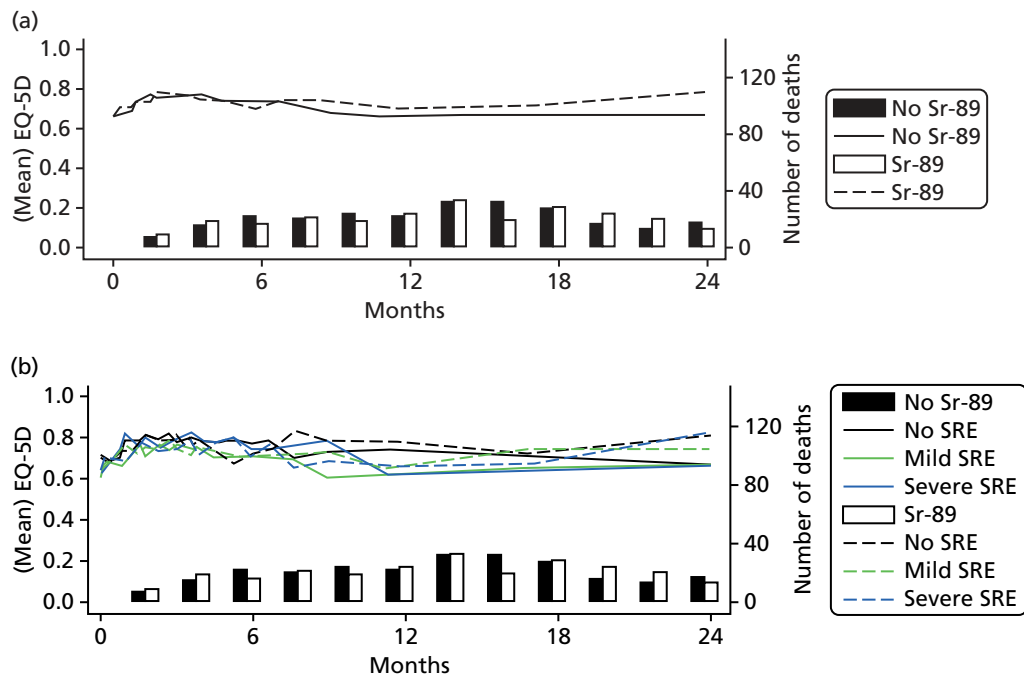 (a)
1.0
0.8
0.6
0.4
0.2
0.0
(Mean) EQ-5D
120
80
40
0
Number of deaths
0 6 12 18 24
Months
No Sr-89
No Sr-89
Sr-89
Sr-89
(b)
1.0
0.8
0.6
0.4
0.2
0.0
(Mean) EQ-5D
120
80
40
0
Number of deaths
0 6 12 18 24
Months
No Sr-89
No SRE
Mild SRE
Severe SRE
Sr-89
No SRE
Mild SRE
Severe SRE